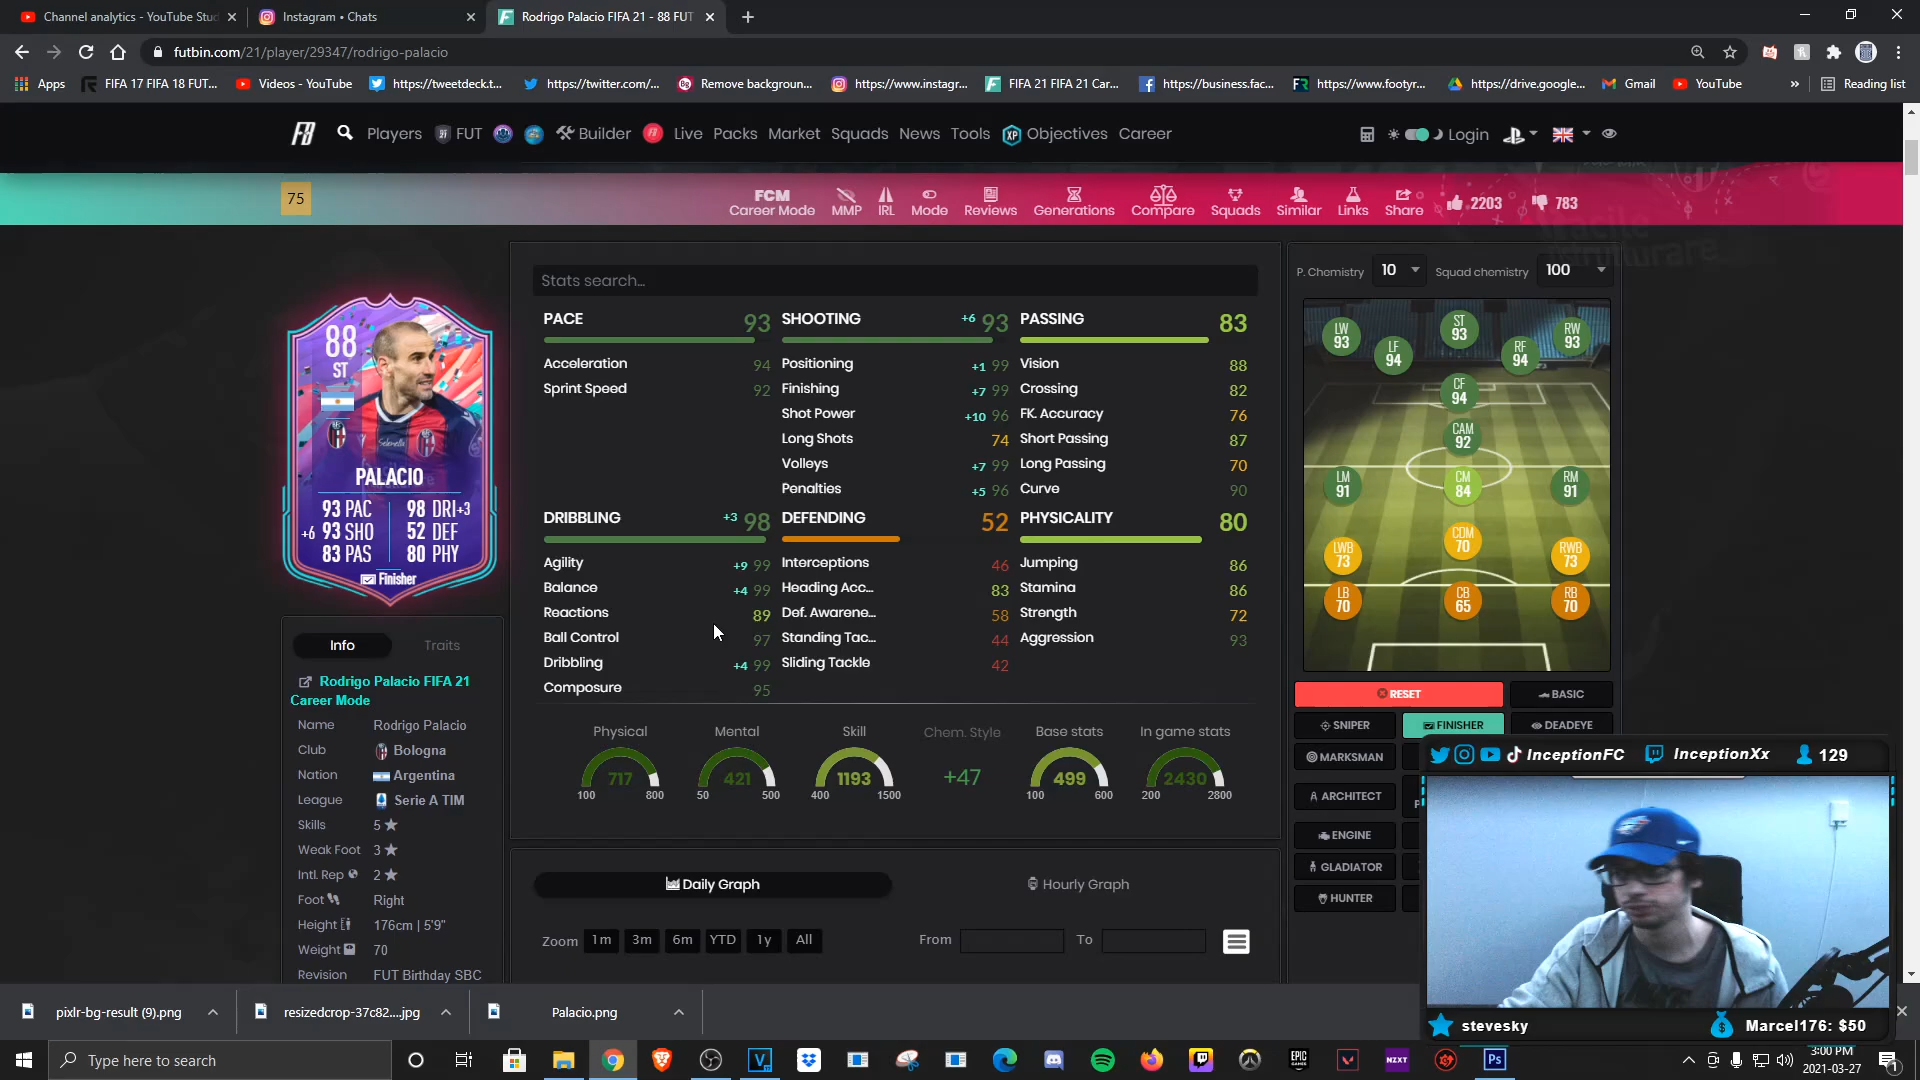 Channel analytics - YouTube Stud
Instagram • Chats
Rodrigo Palacio FIFA 21 - 88 FUT
futbin.com/21/player/29347/rodrigo-palacio
Apps
FIFA 17 FIFA 18 FUT...
Videos - YouTube
https://tweetdeck.t...
https://twitter.com/...
Remove backgroun...
https://www.instagr...
FIFA 21 FIFA 21 Car...
https://business.fac...
https://www.footyr...
https://drive.google...
Gmail
YouTube
»
Reading list
Players FUT Builder Live Packs Market Squads News Tools Objectives Career Login
75
FCM
Career Mode
MMP
IRL
Mode
Reviews
Generations
Compare
Squads
Similar
Links
Share
2203
783
Stats search...
PACE 93
Acceleration 94
Sprint Speed 92
SHOOTING +6 93
Positioning +1 99
Finishing +7 99
Shot Power +10 96
Long Shots 74
Volleys +7 99
Penalties +5 96
PASSING 83
Vision 88
Crossing 82
FK. Accuracy 76
Short Passing 87
Long Passing 70
Curve 90
DRIBBLING +3 98
Agility +9 99
Balance +4 99
Reactions 89
Ball Control 97
Dribbling +4 99
Composure 95
DEFENDING 52
Interceptions 46
Heading Acc... 83
Def. Awarene... 58
Standing Tac... 44
Sliding Tackle 42
PHYSICALITY 80
Jumping 86
Stamina 86
Strength 72
Aggression 93
Physical
717
100 800
Mental
421
50 500
Skill
1193
400 1500
Chem. Style
+47
Base stats
499
100 600
In game stats
2430
200 2800
88
ST
PALACIO
93 PAC 98 DRI+3
+6 93 SHO 52 DEF
83 PAS 80 PHY
Finisher
Info Traits
Rodrigo Palacio FIFA 21
Career Mode
Name Rodrigo Palacio
Club Bologna
Nation Argentina
League Serie A TIM
Skills 5
Weak Foot 3
Intl. Rep 2
Foot Right
Height 176cm | 5'9"
Weight 70
Revision FUT Birthday SBC
Daily Graph
Hourly Graph
Zoom 1m 3m 6m YTD 1y All
From To
P. Chemistry 10 Squad chemistry 100
LW
93
ST
93
RW
93
LF
94
RF
94
CF
94
CAM
92
LM
91
CM
84
RM
91
LWB
73
CDM
70
RWB
73
LB
70
CB
65
RB
70
RESET
BASIC
SNIPER
FINISHER
DEADEYE
MARKSMAN
ARCHITECT
P
ENGINE
GLADIATOR
HUNTER
InceptionFC InceptionXx 129
stevesky Marcel176: $50
pixlr-bg-result (9).png
resizedcrop-37c82....jpg
Palacio.png
Type here to search
EPIC
GAMES
NZXT
Ps
3:00 PM
2021-03-27
1